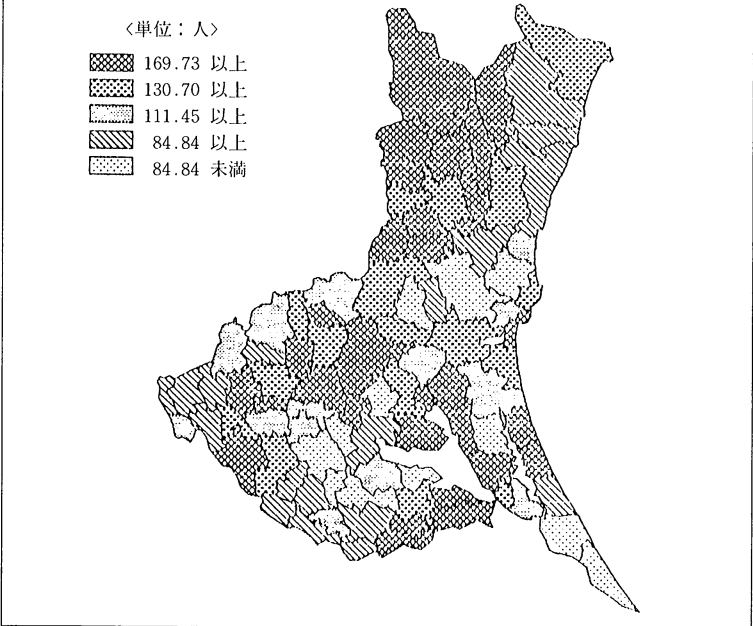 〈単位:人〉
169.73 以上
130.70 以上
111.45 以上
84.84 以上
84.84 未満